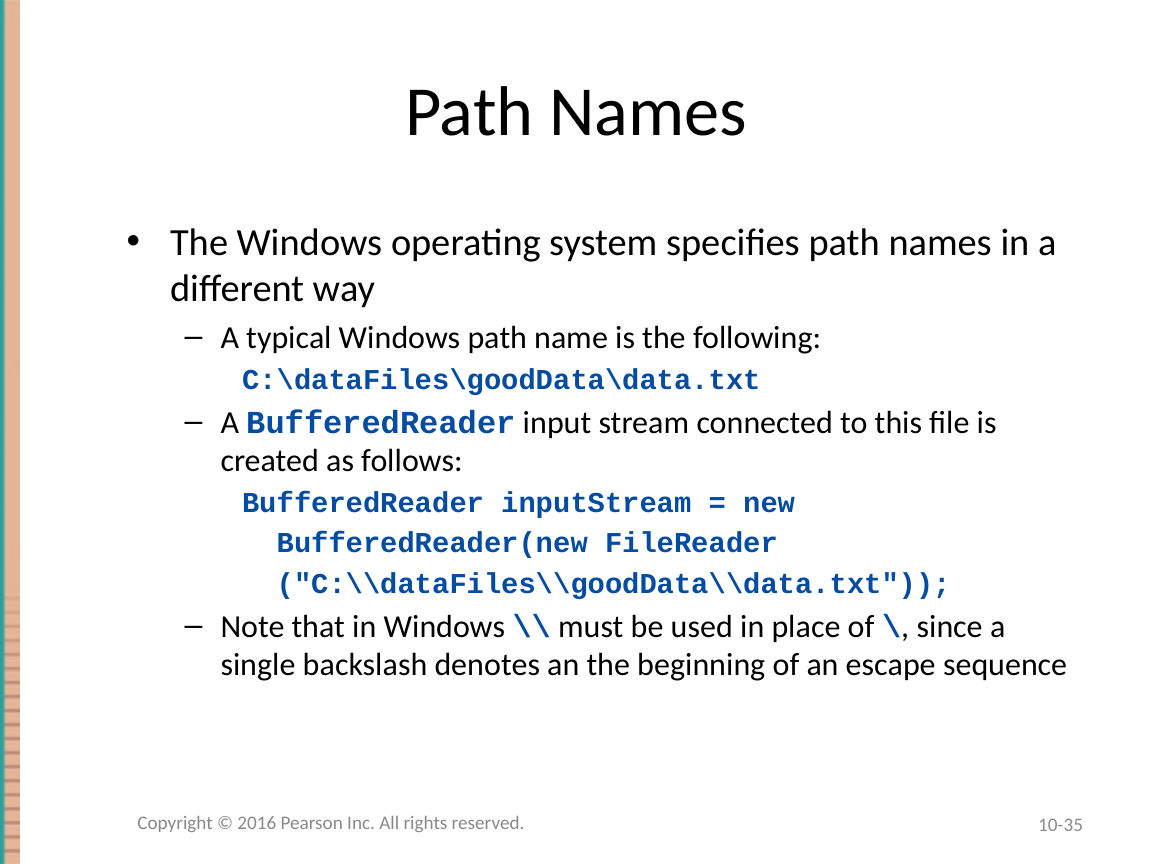 Path Names
• The Windows operating system specifies path names in a
different way
– A typical Windows path name is the following:
C:\dataFiles\goodData\data.txt
– A BufferedReader input stream connected to this file is
created as follows:
BufferedReader inputStream = new
BufferedReader(new FileReader
("C:\\dataFiles\\goodData\\data.txt"));
– Note that in Windows \\ must be used in place of \, since a
single backslash denotes an the beginning of an escape sequence
Copyright © 2016 Pearson Inc. All rights reserved.
10-35